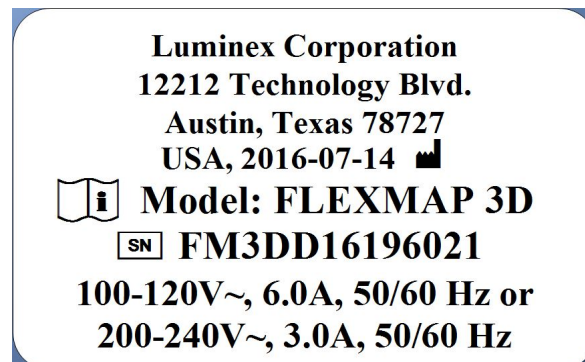 Luminex Corporation
12212 Technology Blvd.
Austin, Texas 78727
USA, 2016-07-14
i Model: FLEXMAP 3D
SN FM3DD16196021
100-120V~, 6.0A, 50/60 Hz or
200-240V~, 3.0A, 50/60 Hz